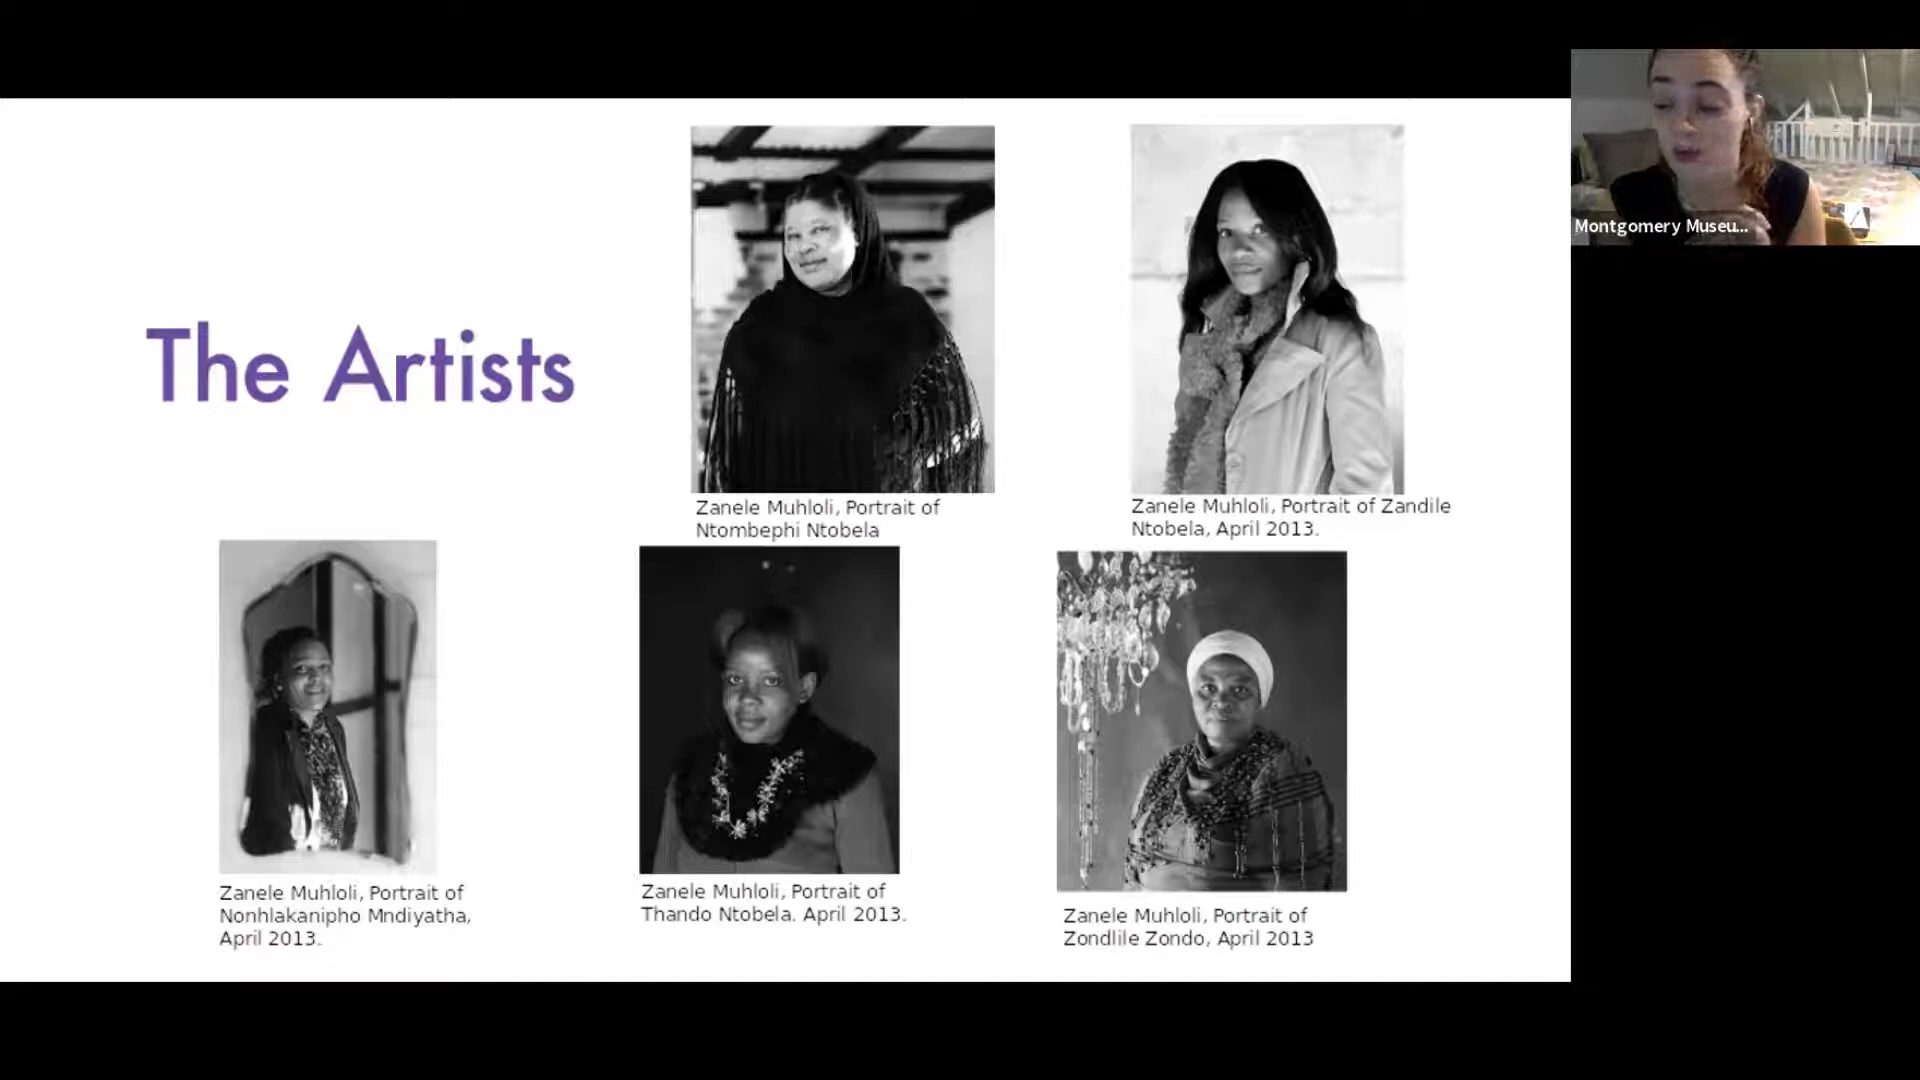 The Artists
Zanele Muhloli, Portrait of
Ntombephi Ntobela
Zanele Muhloli, Portrait of Zandile
Ntobela, April 2013.
Zanele Muhloli, Portrait of
Nonhlakanipho Mndiyatha,
April 2013.
Zanele Muhloli, Portrait of
Thando Ntobela. April 2013.
Zanele Muhloli, Portrait of
Zondlile Zondo, April 2013
Montgomery Museu...